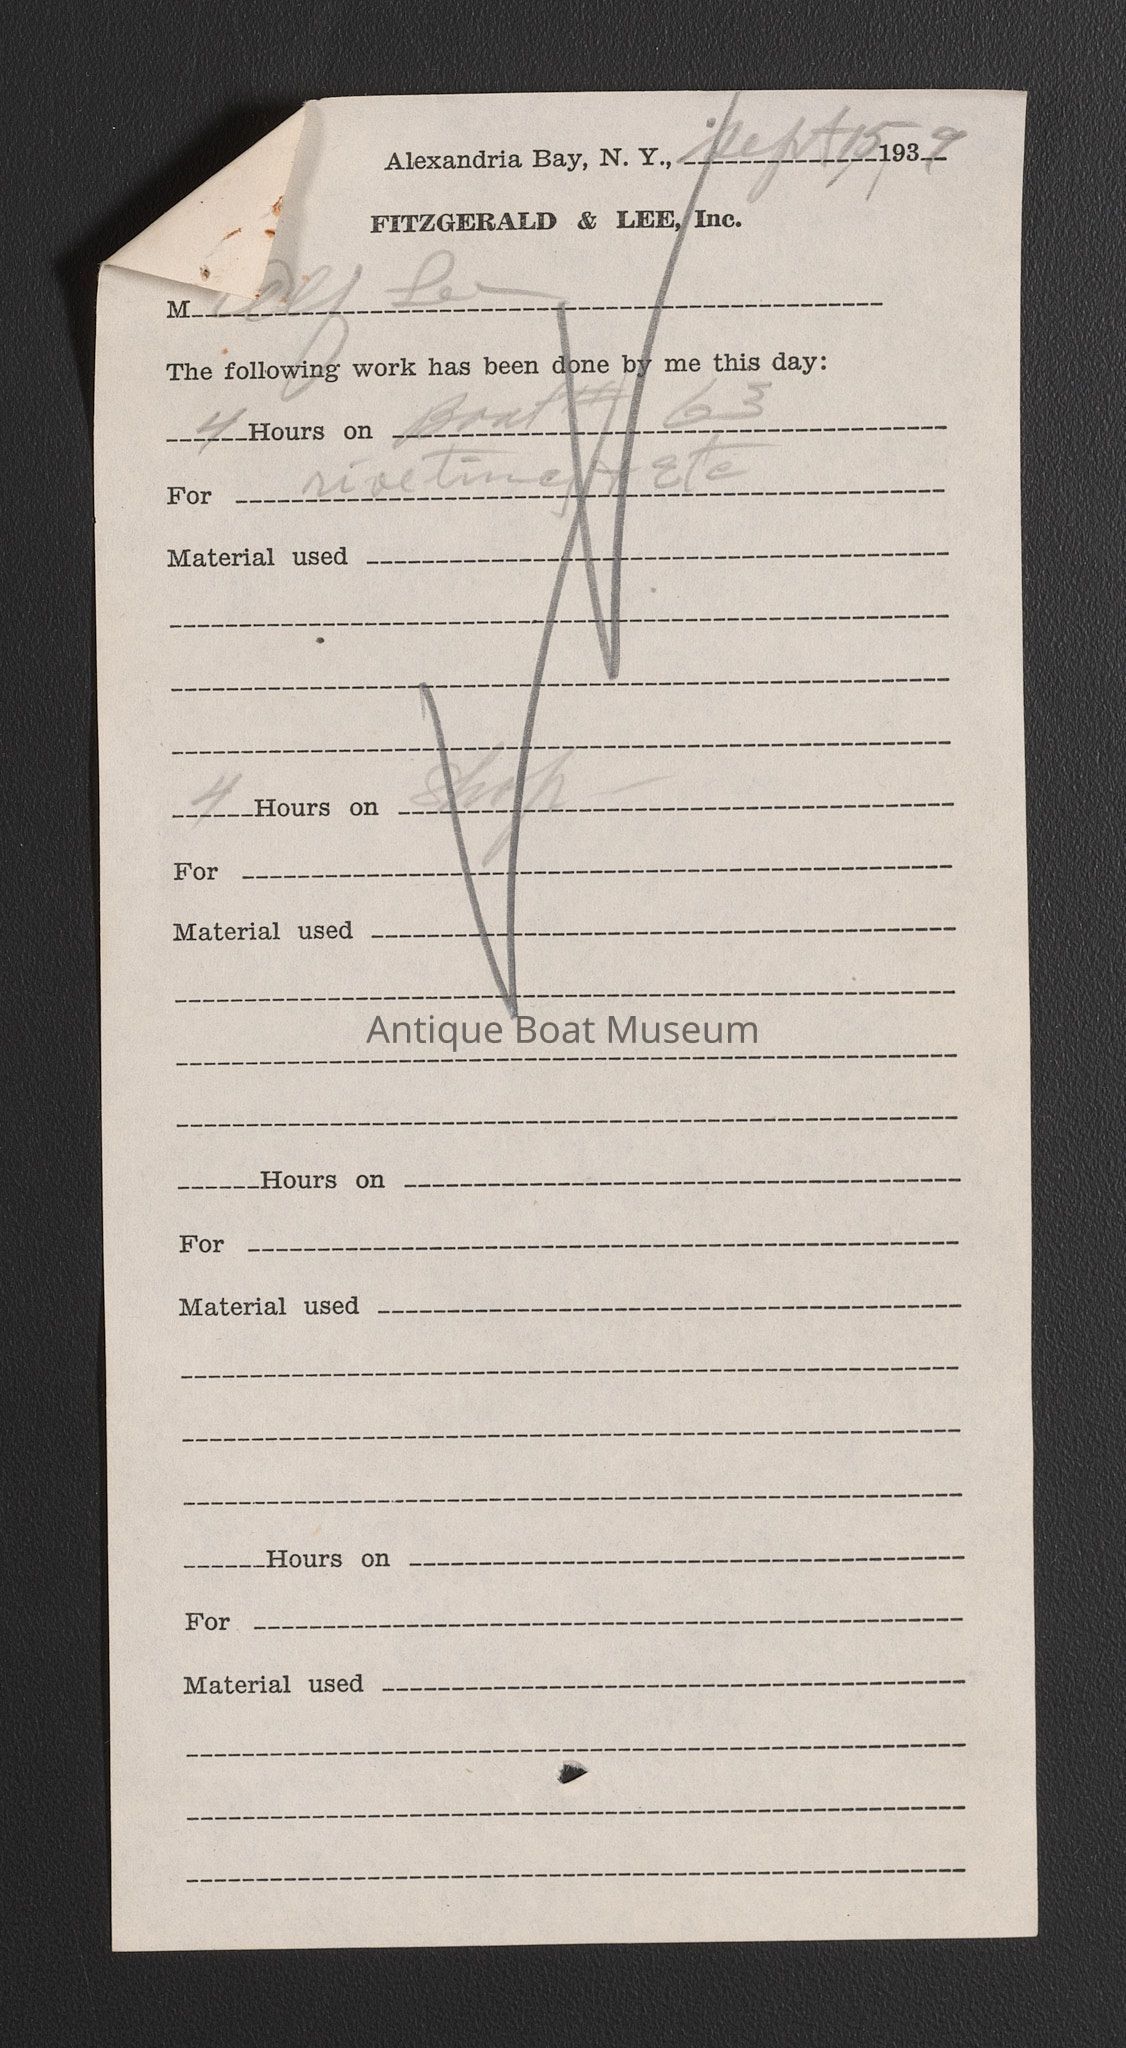 Alexandria Bay, N. Y., Sept 15, 1939
FITZGERALD & LEE, Inc.
M Lee
The following work has been done by me this day:
4 Hours on Boat # 63
For riveting & Etc
Material used
4 Hours on Shop
For
Material used
Antique Boat Museum
Hours on
For
Material used
Hours on
For
Material used